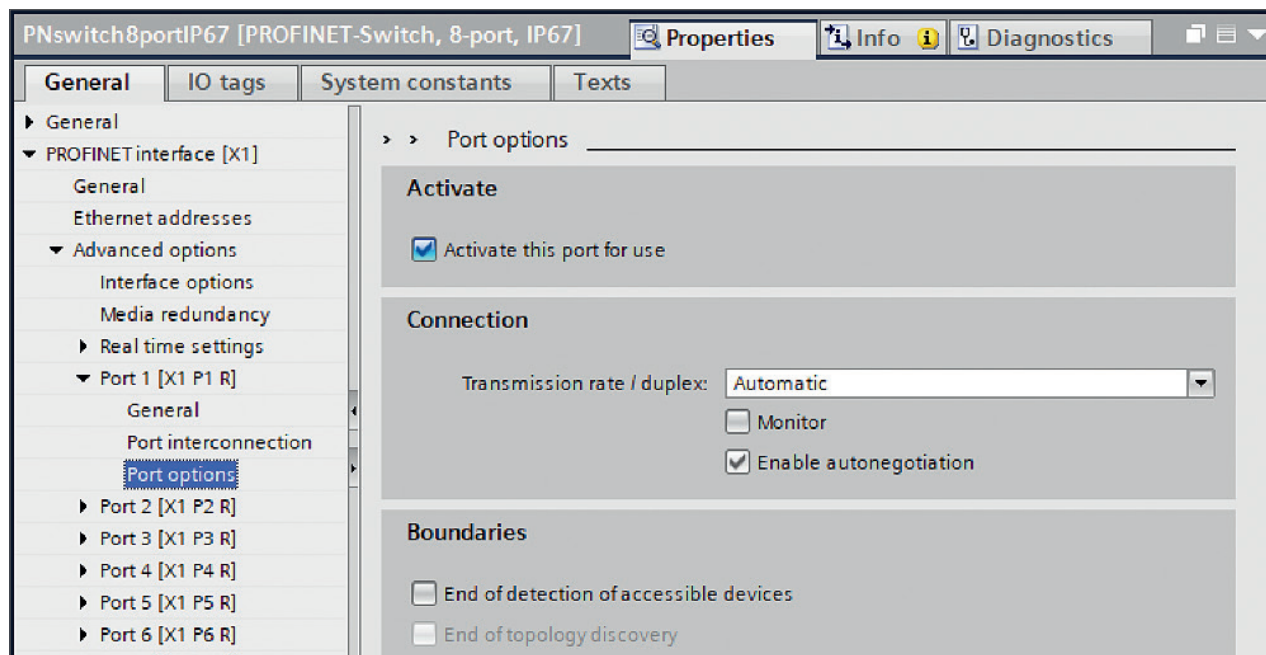 PNswitch8portIP67 [PROFINET-Switch, 8-port, IP67]
Properties
Info
Diagnostics
General
IO tags
System constants
Texts
General
PROFINET interface [X1]
General
Ethernet addresses
Advanced options
Interface options
Media redundancy
Real time settings
Port 1 [X1 P1 R]
General
Port interconnection
Port options
Port 2 [X1 P2 R]
Port 3 [X1 P3 R]
Port 4 [X1 P4 R]
Port 5 [X1 P5 R]
Port 6 [X1 P6 R]
> > Port options
Activate
Activate this port for use
Connection
Transmission rate / duplex: Automatic
Monitor
Enable autonegotiation
Boundaries
End of detection of accessible devices
End of topology discovery